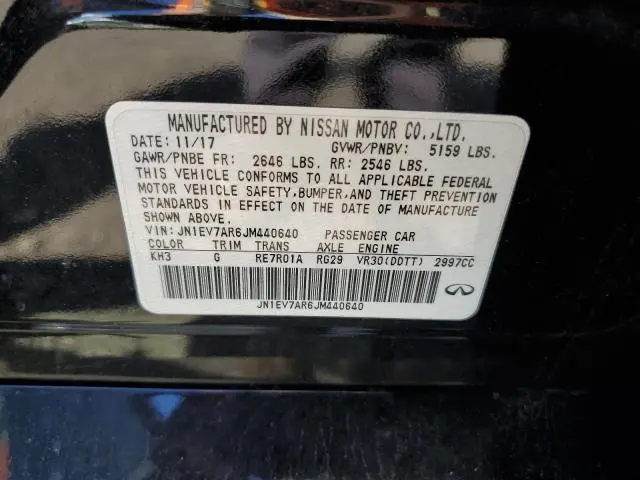 MANUFACTURED BY NISSAN MOTOR CO.,LTD.
DATE: 11/17 GVWR/PNBV: 5159 LBS.
GAWR/PNBE FR: 2646 LBS. RR: 2546 LBS.
THIS VEHICLE CONFORMS TO ALL APPLICABLE FEDERAL
MOTOR VEHICLE SAFETY,BUMPER,AND THEFT PREVENTION
STANDARDS IN EFFECT ON THE DATE OF MANUFACTURE
SHOWN ABOVE.
VIN:JN1EV7AR6JM440640 PASSENGER CAR
COLOR TRIM TRANS AXLE ENGINE
KH3 G RE7R01A RG29 VR30(DDTT) 2997CC
JN1EV7AR6JM440640